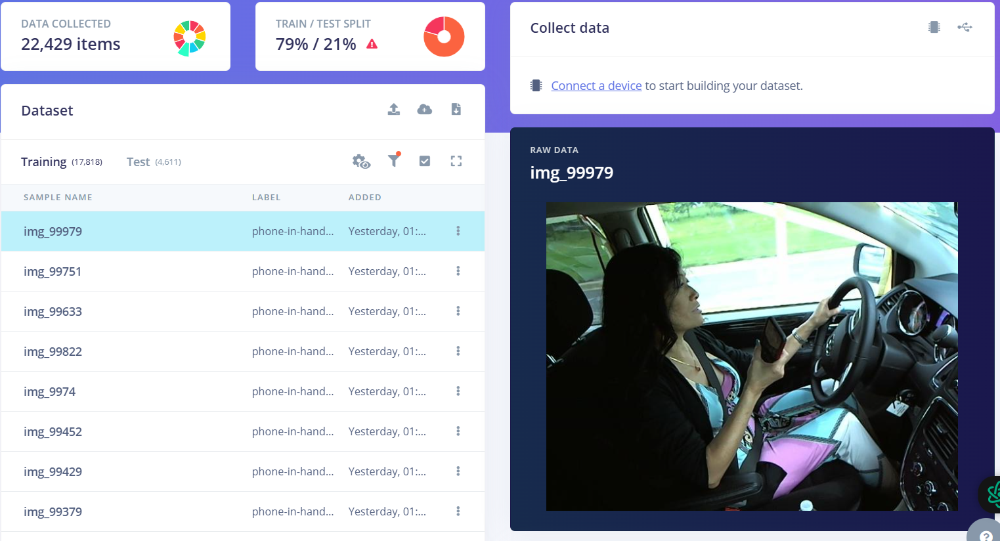 DATA COLLECTED
22,429 items
TRAIN / TEST SPLIT
79% / 21%
Collect data
Connect a device to start building your dataset.
Dataset
Training (17,818) Test (4,611)
SAMPLE NAME LABEL ADDED
img_99979 phone-in-hand... Yesterday, 01:...
img_99751 phone-in-hand... Yesterday, 01:...
img_99633 phone-in-hand... Yesterday, 01:...
img_99822 phone-in-hand... Yesterday, 01:...
img_9974 phone-in-hand... Yesterday, 01:...
img_99452 phone-in-hand... Yesterday, 01:...
img_99429 phone-in-hand... Yesterday, 01:...
img_99379 phone-in-hand... Yesterday, 01:...
RAW DATA
img_99979
?